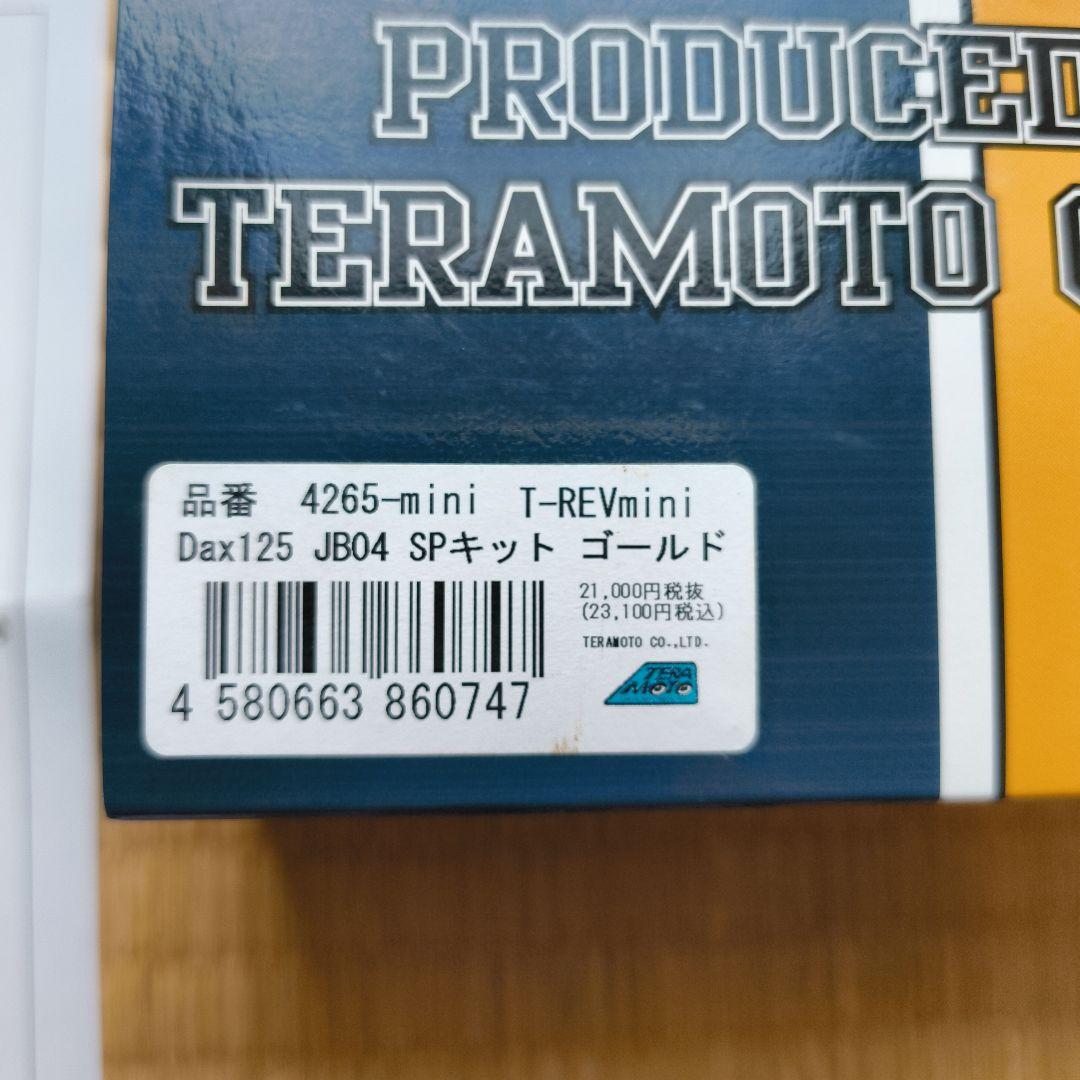 PRODUCED
TERAMOTO
品番 4265-mini T-REVmini
Dax125 JB04 SPキット ゴールド
21,000円税抜
(23,100円税込)
TERAMOTO CO.,LTD.
TERA
MOTO
4 580663 860747